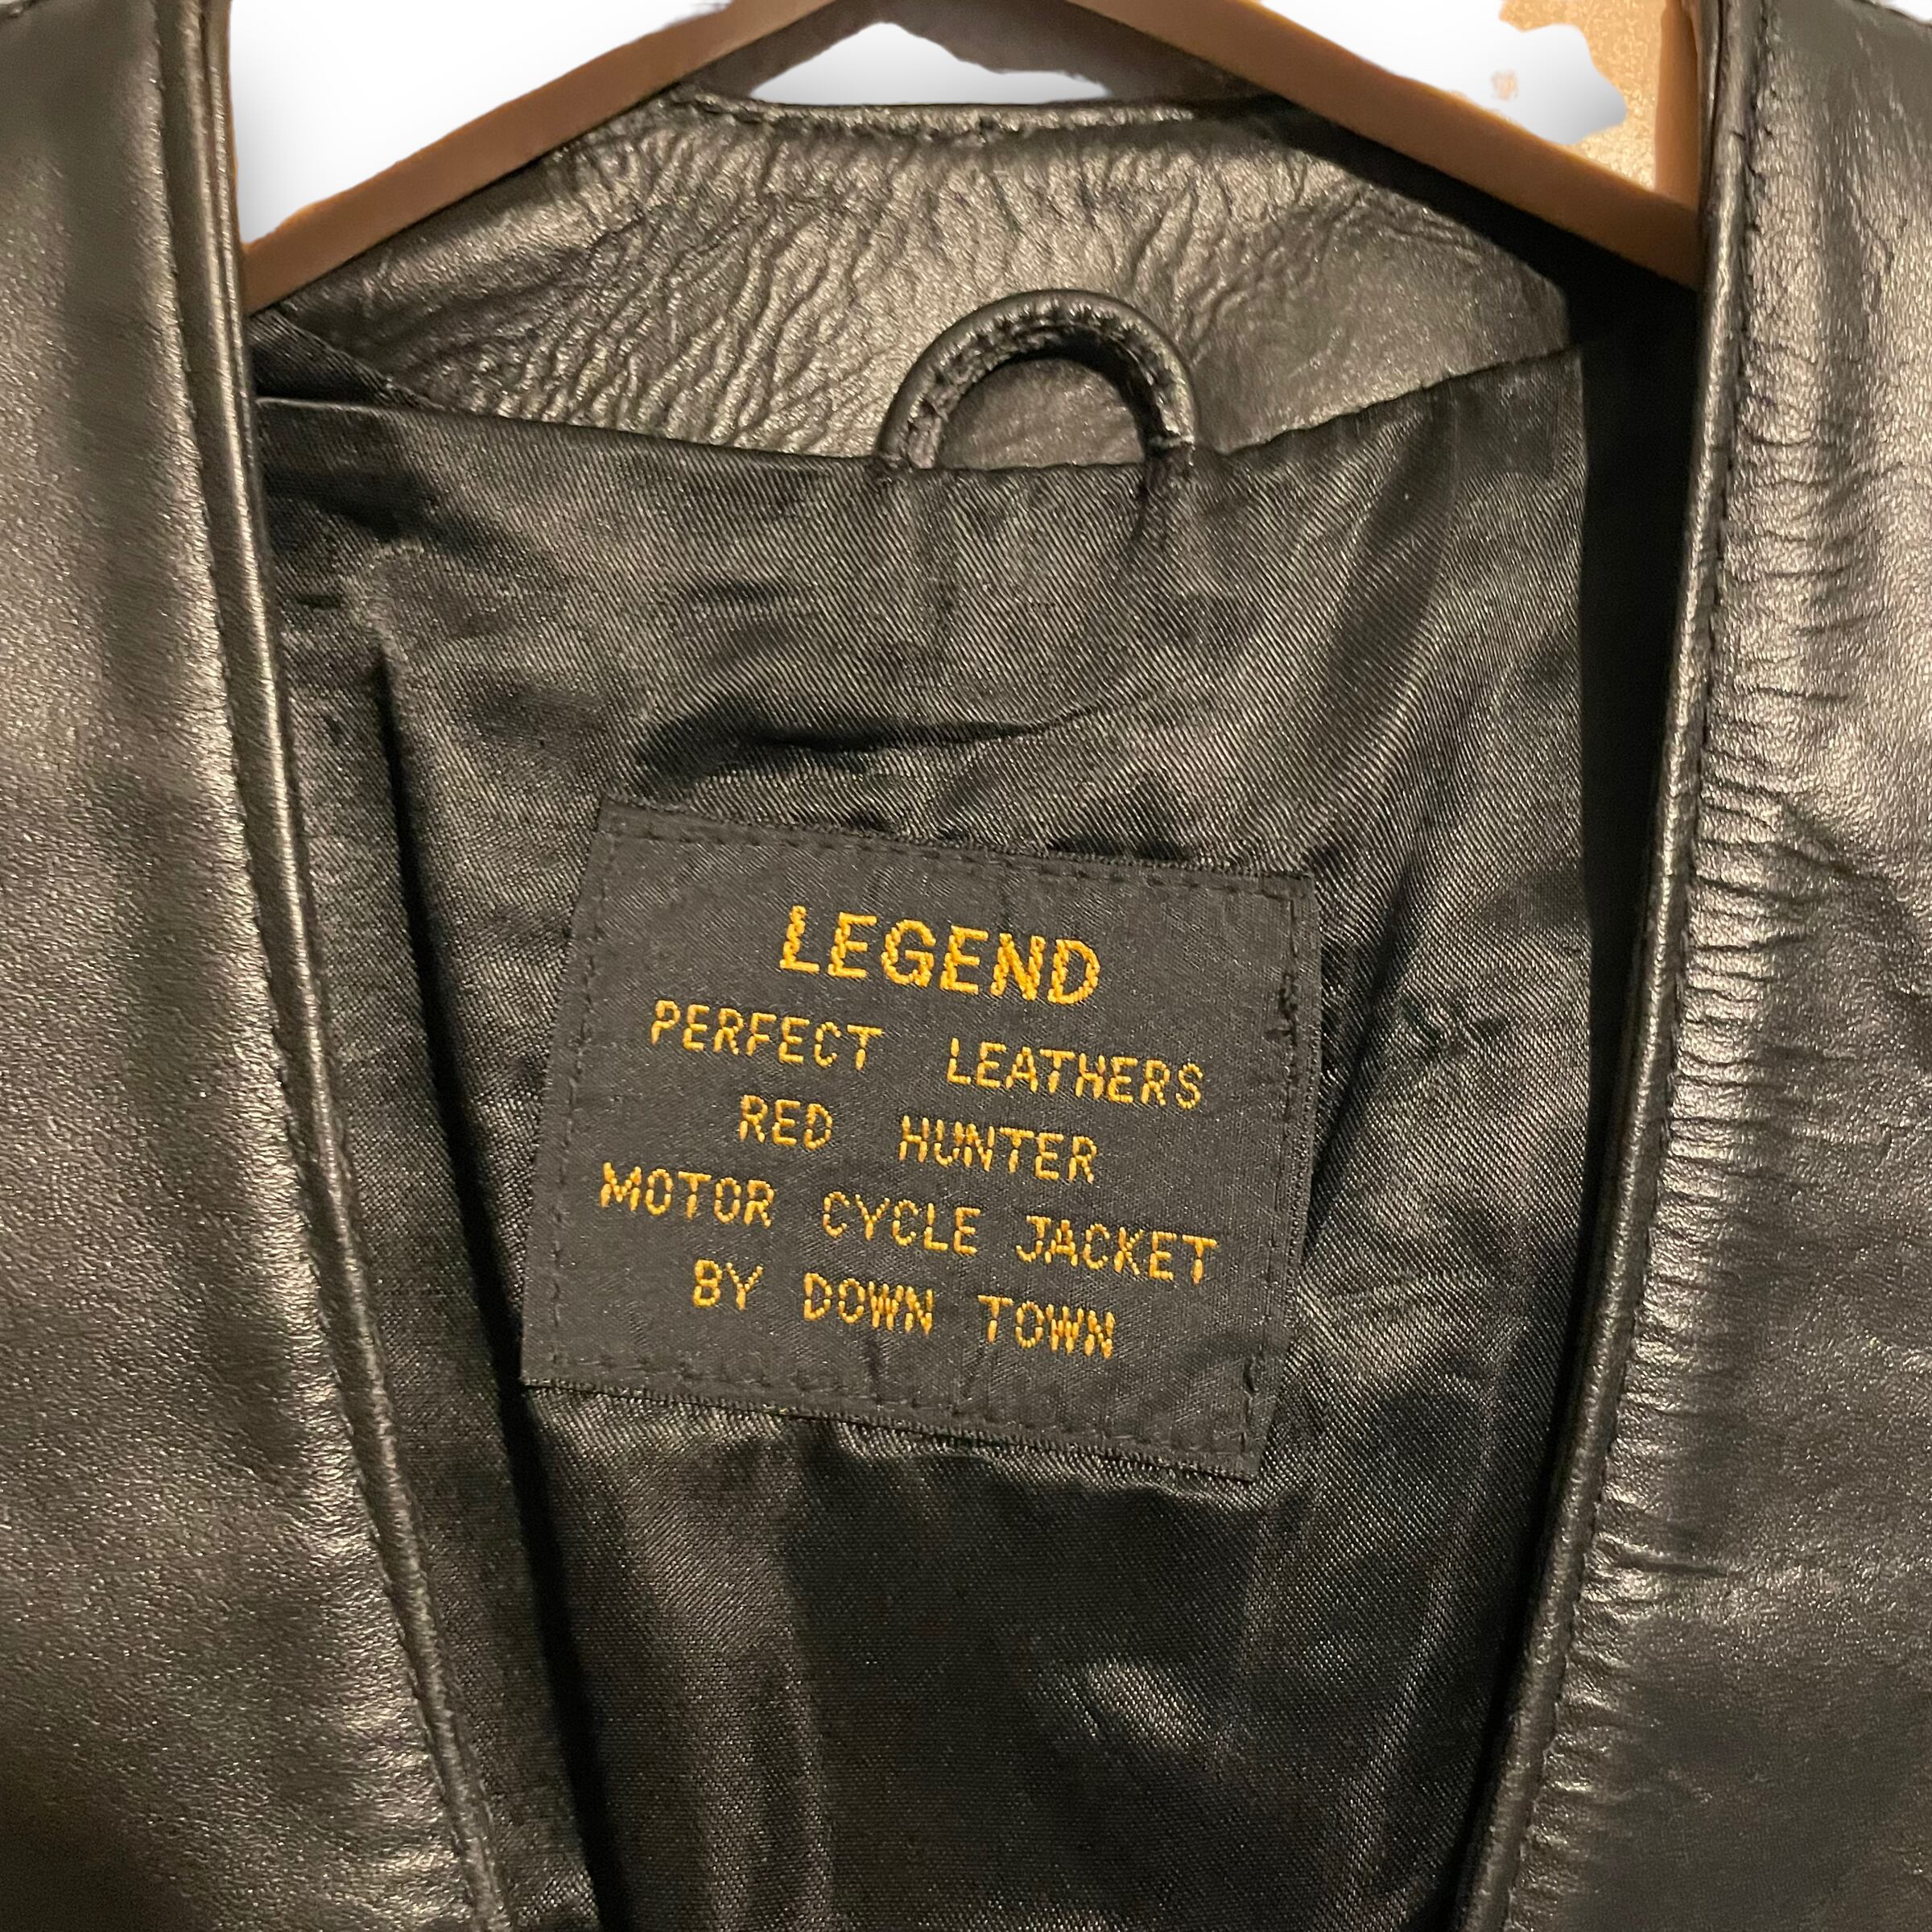 LEGEND
PERFECT LEATHERS
RED HUNTER
MOTOR CYCLE JACKET
BY DOWN TOWN